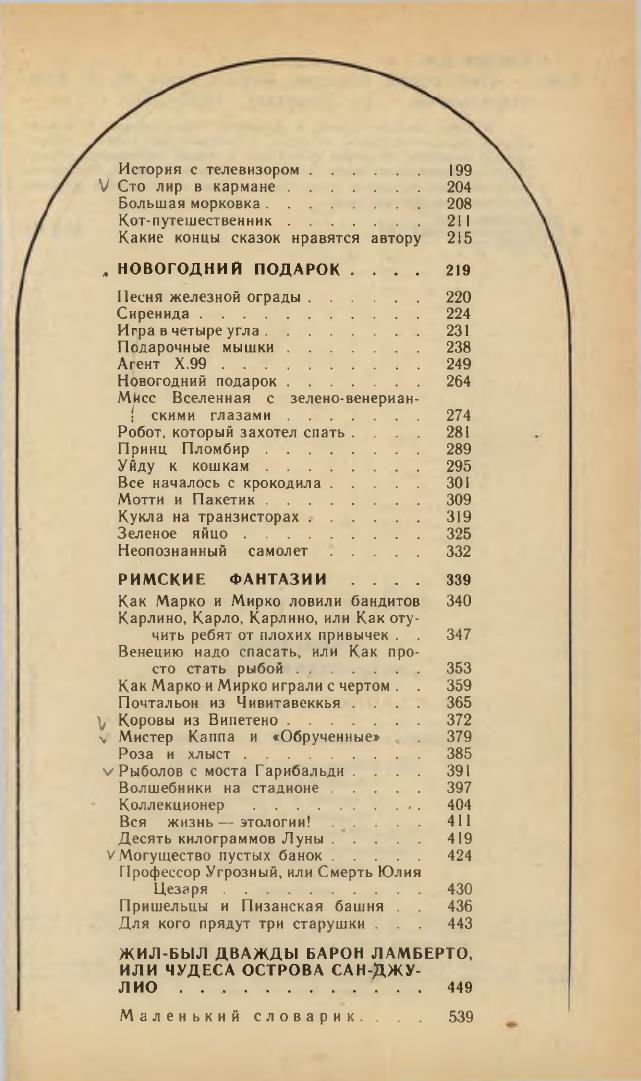 История с телевизором . . . . . . 199
Сто лир в кармане . . . . . . . 204
Большая морковка . . . . . . . . 208
Кот-путешественник . . . . . . . 211
Какие концы сказок нравятся автору 215
НОВОГОДНИЙ ПОДАРОК . . . . 219
Песня железной ограды . . . . . . 220
Сиренида . . . . . . . . . . . 224
Игра в четыре угла . . . . . . . . 231
Подарочные мышки . . . . . . . 238
Агент Х.99 . . . . . . . . . . 249
Новогодний подарок . . . . . . . 264
Мисс Вселенная с зелено-венериан-
скими глазами . . . . . . . 274
Робот, который захотел спать . . . . 281
Принц Пломбир . . . . . . . . 289
Уйду к кошкам . . . . . . . . 295
Все началось с крокодила . . . . . 301
Мотти и Пакетик . . . . . . . . 309
Кукла на транзисторах . . . . . . 319
Зеленое яйцо . . . . . . . . . 325
Неопознанный самолет . . . . . 332
РИМСКИЕ ФАНТАЗИИ . . . . 339
Как Марко и Мирко ловили бандитов 340
Карлино, Карло, Карлино, или Как оту-
чить ребят от плохих привычек . . 347
Венецию надо спасать, или Как про-
сто стать рыбой . . . . . . . 353
Как Марко и Мирко играли с чертом . . 359
Почтальон из Чивитавеккья . . . . 365
Коровы из Випетено . . . . . . . 372
Мистер Каппа и «Обрученные» . . 379
Роза и хлыст . . . . . . . . . 385
Рыболов с моста Гарибальди . . . . 391
Волшебники на стадионе . . . . . 397
Коллекционер . . . . . . . . . 404
Вся жизнь — этологии! . . . . . 411
Десять килограммов Луны . . . . . 419
Могущество пустых банок . . . . . 424
Профессор Угрозный, или Смерть Юлия
Цезаря . . . . . . . . . . 430
Пришельцы и Пизанская башня . . 436
Для кого прядут три старушки . . . 443
ЖИЛ-БЫЛ ДВАЖДЫ БАРОН ЛАМБЕРТО,
ИЛИ ЧУДЕСА ОСТРОВА САН-ДЖУ-
ЛИО . . . . . . . . . . . . 449
Маленький словарик . . . . 539